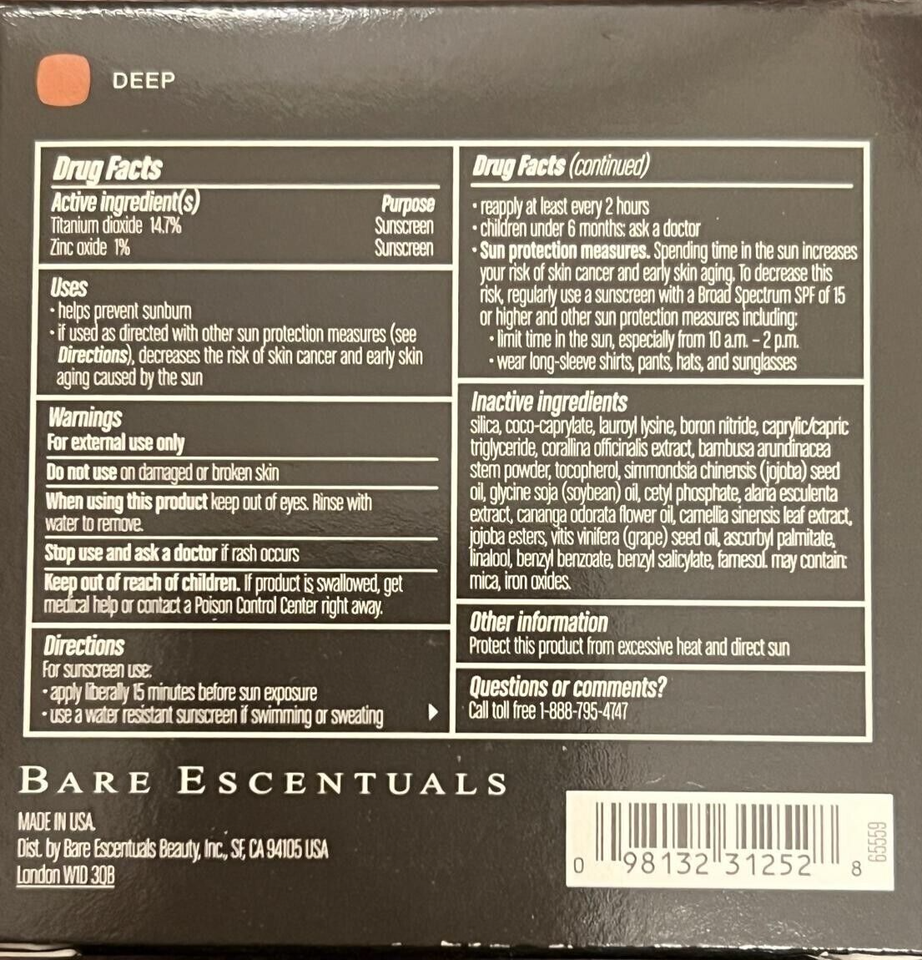 DEEP
Drug Facts
Active ingredient(s) Purpose
Titanium dioxide 14.7% Sunscreen
Zinc oxide 1% Sunscreen
Uses
• helps prevent sunburn
• if used as directed with other sun protection measures (see
Directions), decreases the risk of skin cancer and early skin
aging caused by the sun
Warnings
For external use only
Do not use on damaged or broken skin
When using this product keep out of eyes. Rinse with
water to remove.
Stop use and ask a doctor if rash occurs
Keep out of reach of children. If product is swallowed, get
medical help or contact a Poison Control Center right away.
Directions
For sunscreen use:
• apply liberally 15 minutes before sun exposure
• use a water resistant sunscreen if swimming or sweating
Drug Facts (continued)
• reapply at least every 2 hours
• children under 6 months: ask a doctor
• Sun protection measures. Spending time in the sun increases
your risk of skin cancer and early skin aging. To decrease this
risk, regularly use a sunscreen with a Broad Spectrum SPF of 15
or higher and other sun protection measures including:
• limit time in the sun, especially from 10 a.m. – 2 p.m.
• wear long-sleeve shirts, pants, hats, and sunglasses
Inactive ingredients
silica, coco-caprylate, lauroyl lysine, boron nitride, caprylic/capric
triglyceride, corallina officinalis extract, bambusa arundinacea
stem powder, tocopherol, simmondsia chinensis (jojoba) seed
oil, glycine soja (soybean) oil, cetyl phosphate, alaria esculenta
extract, cananga odorata flower oil, camellia sinensis leaf extract,
jojoba esters, vitis vinifera (grape) seed oil, ascorbyl palmitate,
linalool, benzyl benzoate, benzyl salicylate, farnesol. may contain:
mica, iron oxides.
Other information
Protect this product from excessive heat and direct sun
Questions or comments?
Call toll free 1-888-795-4747
BARE ESCENTUALS
MADE IN USA.
Dist. by Bare Escentuals Beauty, Inc., SF, CA 94105 USA
London W1D 3QB
0 98132 31252 8
65559